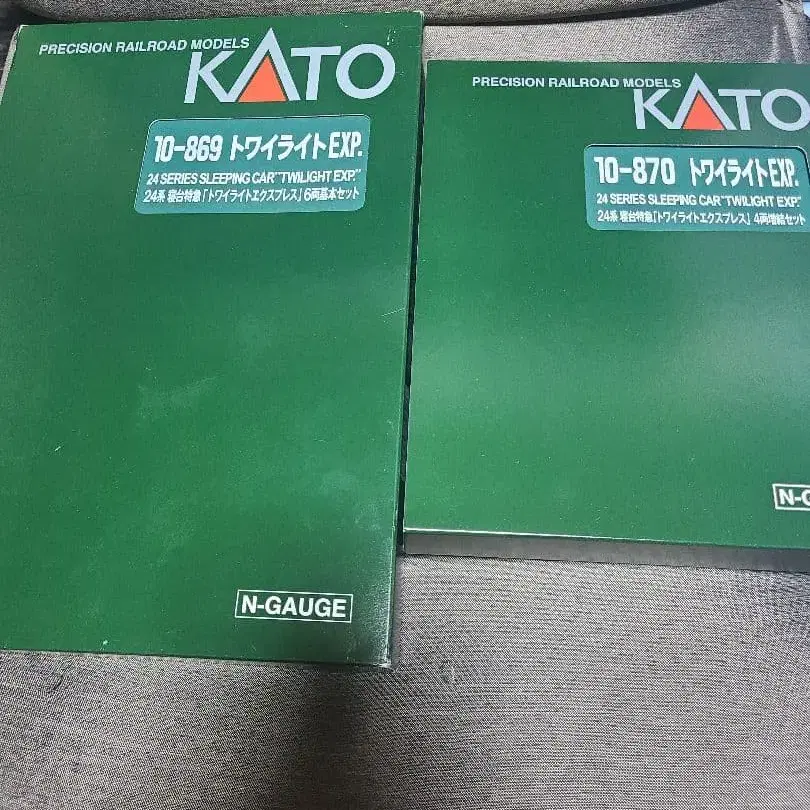 PRECISION RAILROAD MODELS
KATO
10-869 トワイライトEXP.
24 SERIES SLEEPING CAR"TWILIGHT EXP."
24系 寝台特急「トワイライトエクスプレス」6両基本セット
N-GAUGE
PRECISION RAILROAD MODELS
KATO
10-870 トワイライトEXP.
24 SERIES SLEEPING CAR"TWILIGHT EXP."
24系 寝台特急「トワイライトエクスプレス」4両増結セット
N-G